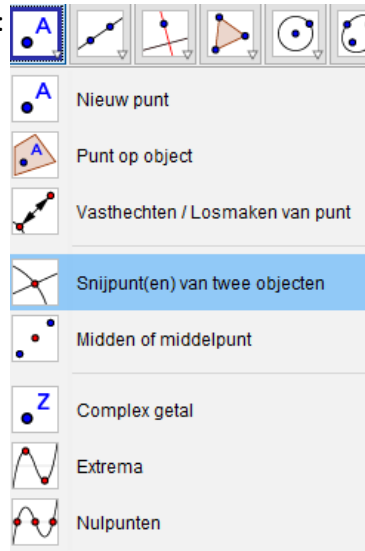 :
A
A
Nieuw punt
A
Punt op object
Vasthechten / Losmaken van punt
Snijpunt(en) van twee objecten
Midden of middelpunt
Z
Complex getal
Extrema
Nulpunten